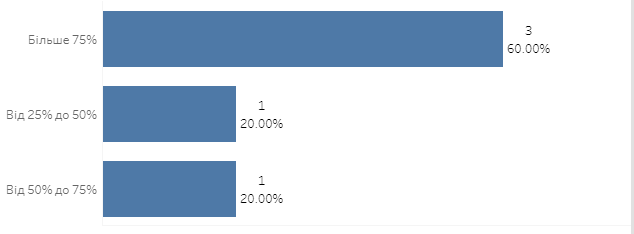 Більше 75%
3
60.00%
Від 25% до 50%
1
20.00%
Від 50% до 75%
1
20.00%